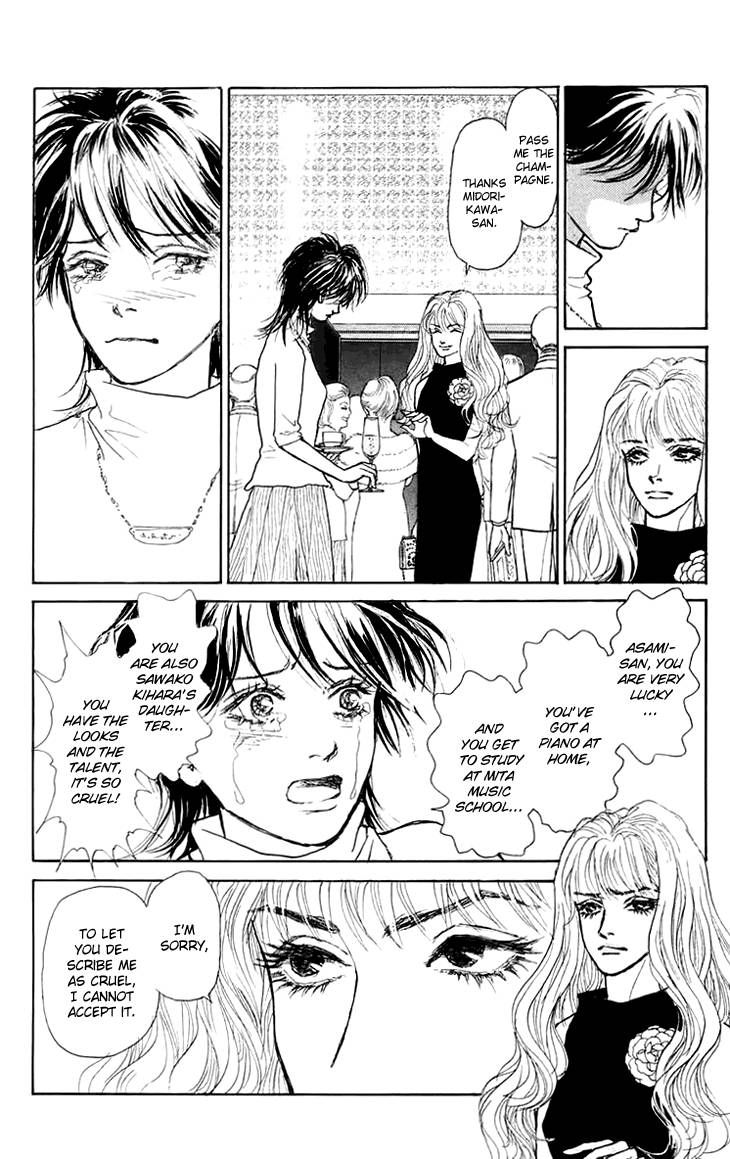 PASS
ME THE
CHAM-
PAGNE.
THANKS
MIDORI-
KAWA-
SAN.
ASAMI-
SAN, YOU
ARE VERY
LUCKY
...
YOU'VE
GOT A
PIANO AT
HOME,
AND
YOU GET
TO STUDY
AT MITA
MUSIC
SCHOOL...
YOU
ARE ALSO
SAWAKO
KIHARA'S
DAUGH-
TER...
YOU
HAVE THE
LOOKS
AND THE
TALENT,
IT'S SO
CRUEL!
I'M
SORRY,
TO LET
YOU DE-
SCRIBE ME
AS CRUEL,
I CANNOT
ACCEPT IT.